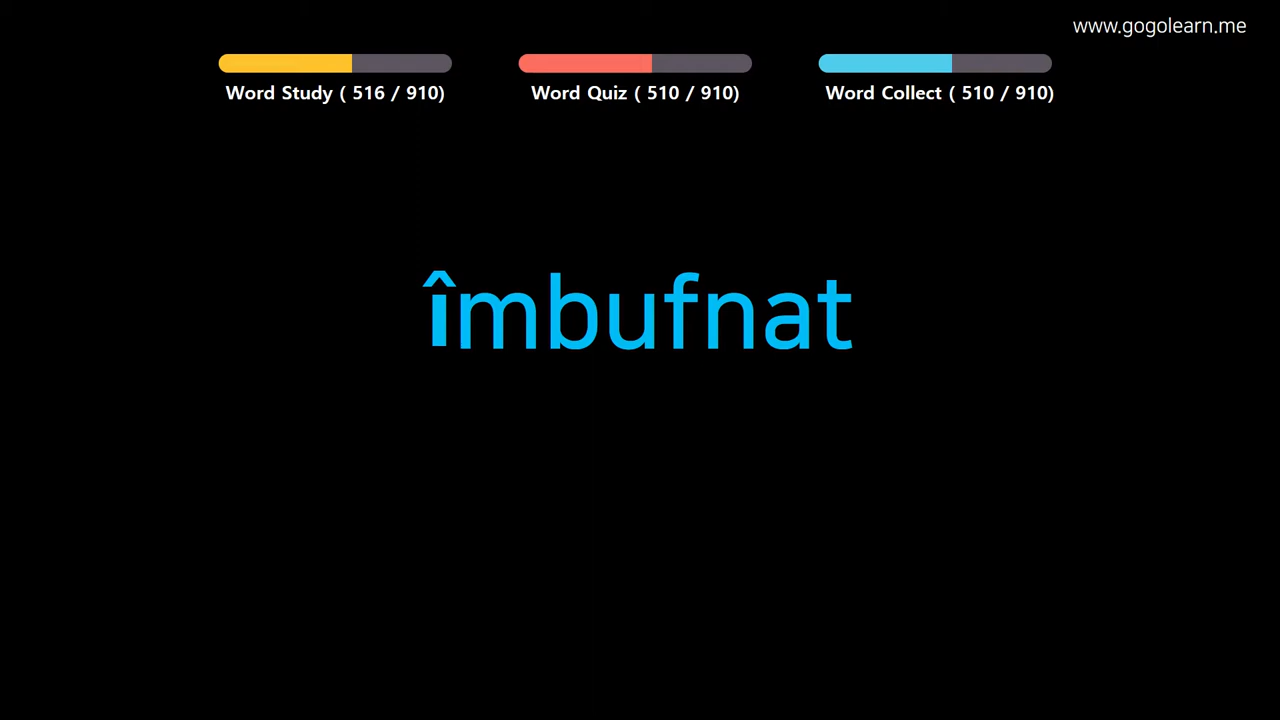 www.gogolearn.me
Word Study ( 516 / 910)
Word Quiz ( 510 / 910)
Word Collect ( 510 / 910)
îmbufnat